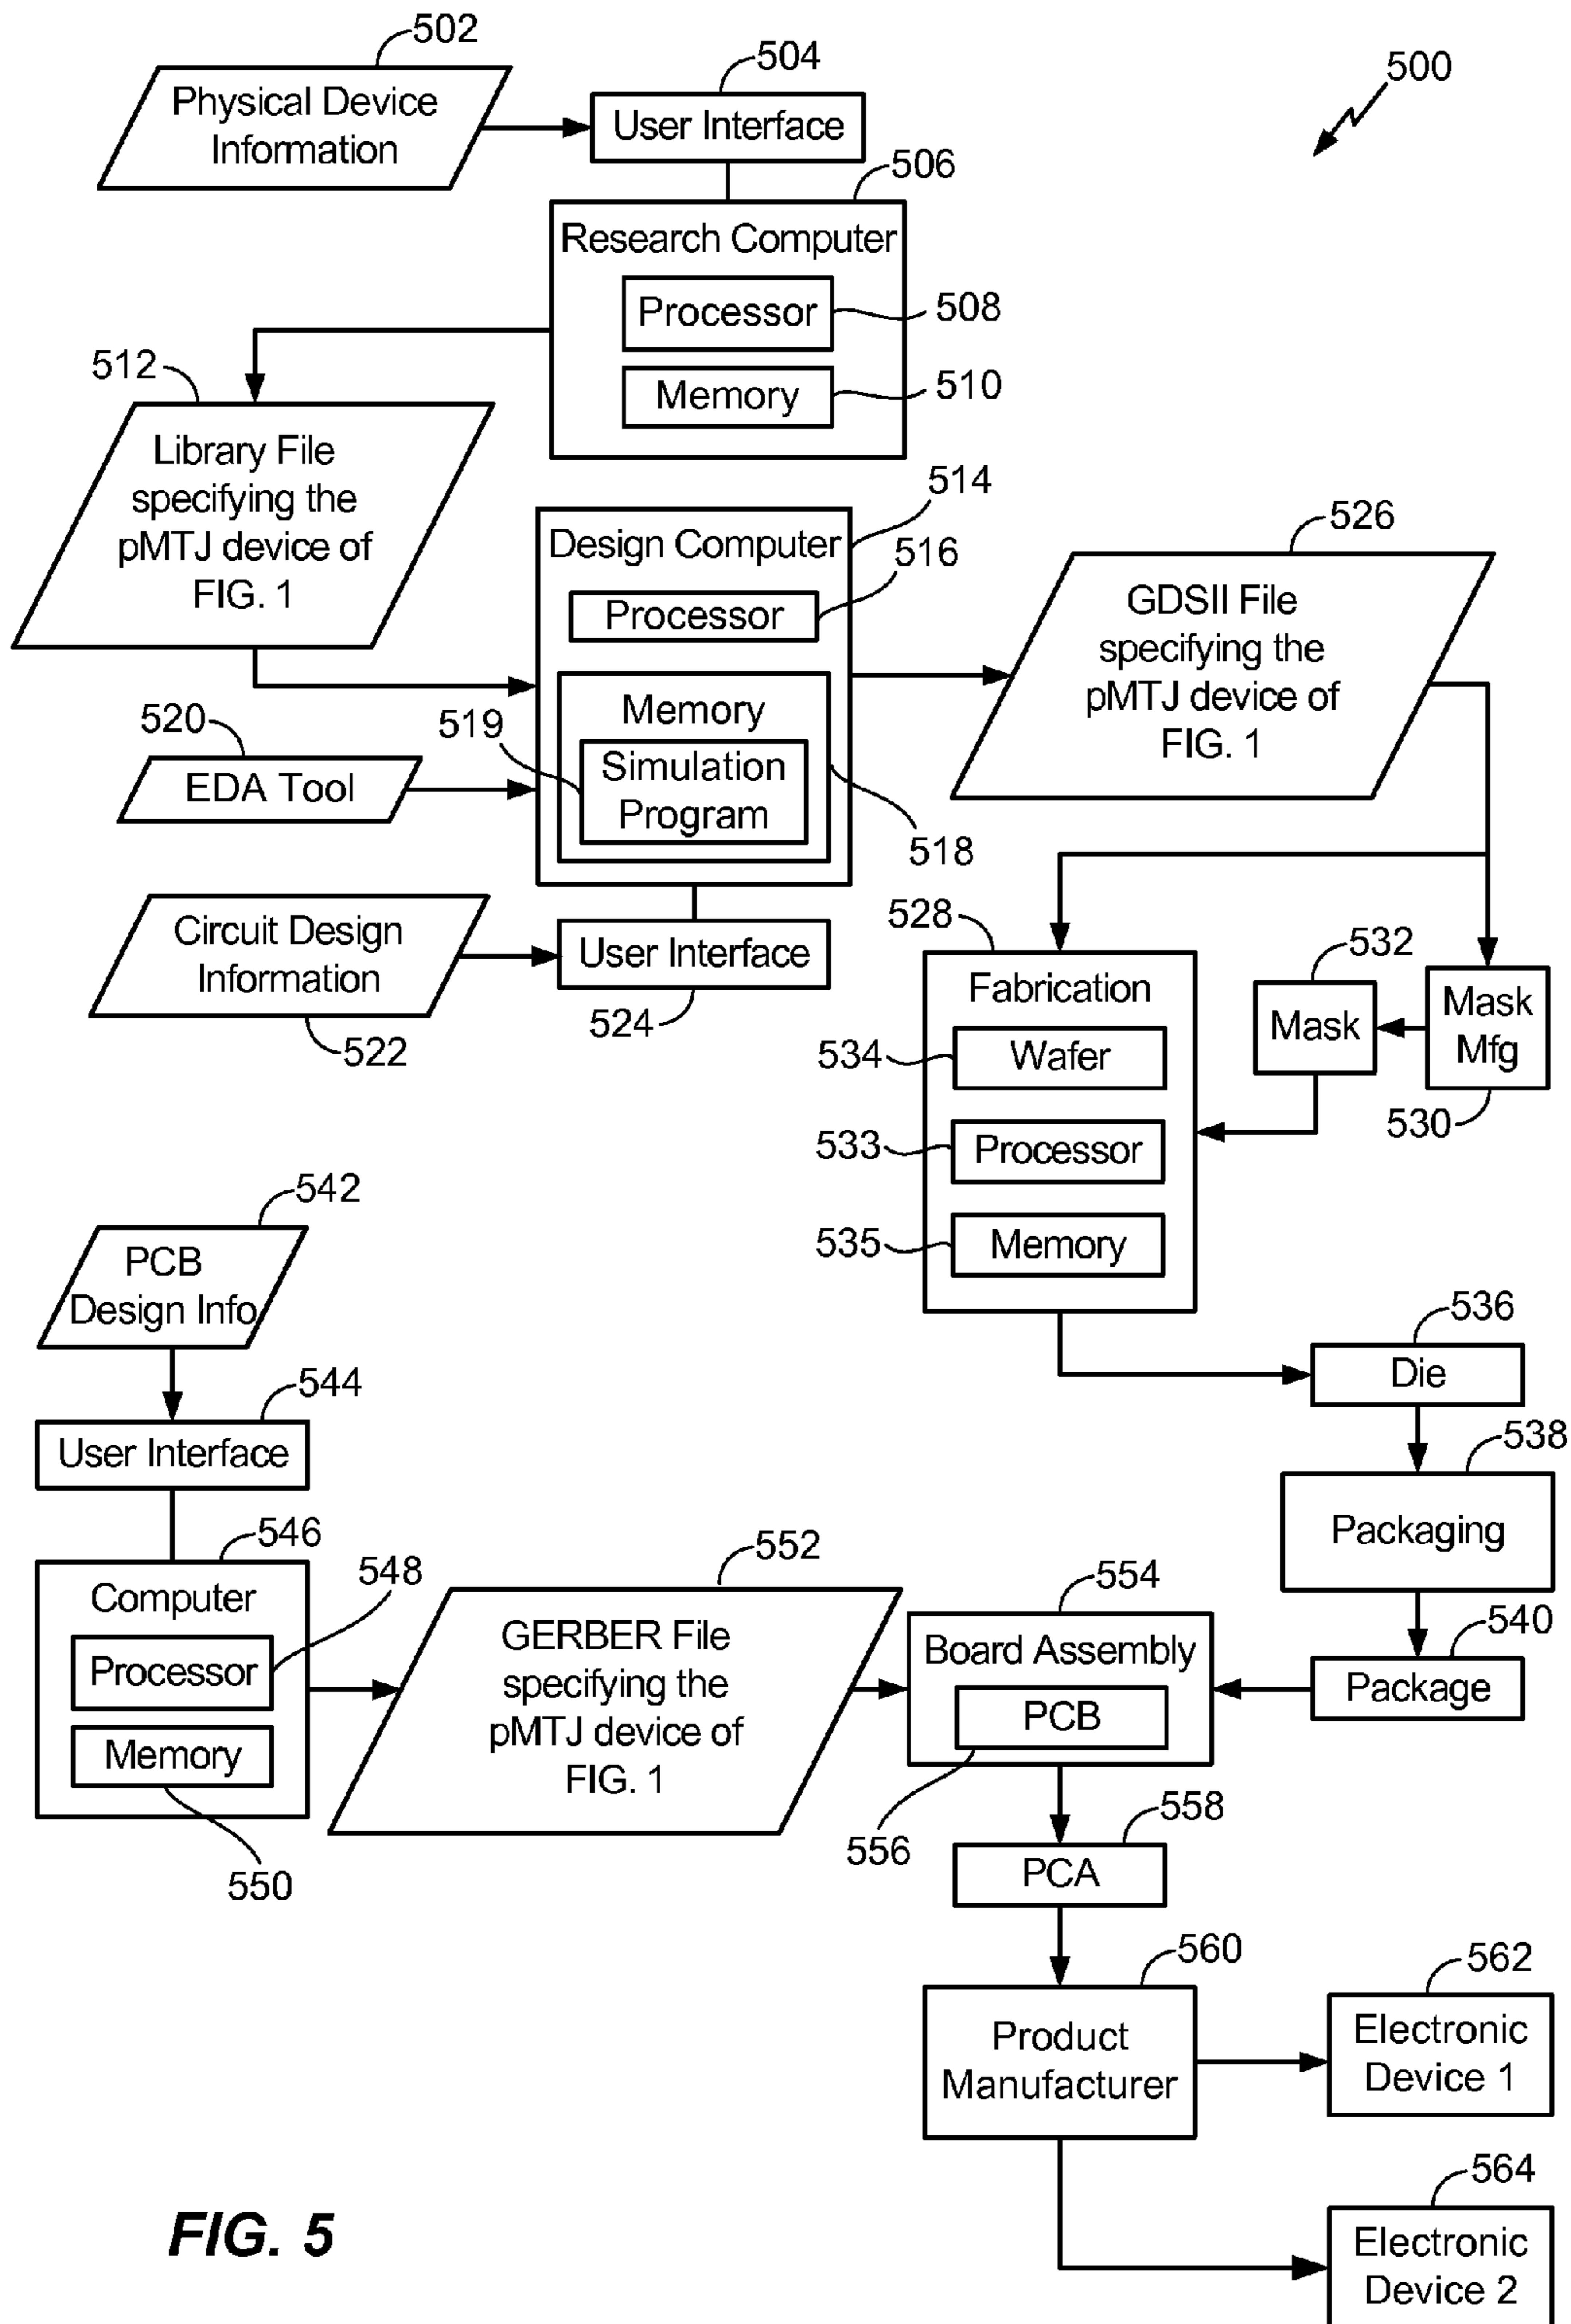 502
Physical Device
Information
504
User Interface
500
506
Research Computer
Processor
508
Memory
510
512
Library File
specifying the
pMTJ device of
FIG. 1
514
Design Computer
516
Processor
Memory
519
Simulation
Program
518
520
EDA Tool
522
Circuit Design
Information
User Interface
524
526
GDSII File
specifying the
pMTJ device of
FIG. 1
528
Fabrication
534
Wafer
533
Processor
535
Memory
532
Mask
Mask
Mfg
530
536
Die
538
Packaging
540
Package
542
PCB
Design Info
544
User Interface
546
Computer
548
Processor
Memory
550
552
GERBER File
specifying the
pMTJ device of
FIG. 1
554
Board Assembly
PCB
556
558
PCA
560
Product
Manufacturer
562
Electronic
Device 1
564
Electronic
Device 2
FIG. 5